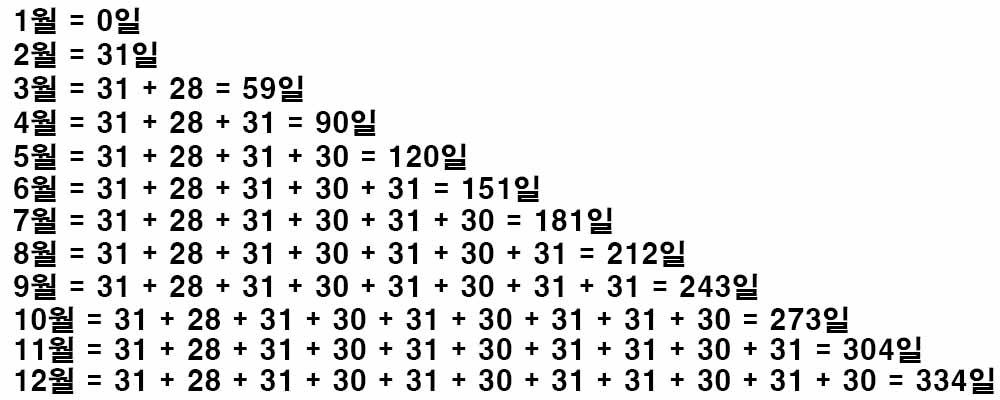 1월 = 0일
2월 = 31일
3월 = 31 + 28 = 59일
4월 = 31 + 28 + 31 = 90일
5월 = 31 + 28 + 31 + 30 = 120일
6월 = 31 + 28 + 31 + 30 + 31 = 151일
7월 = 31 + 28 + 31 + 30 + 31 + 30 = 181일
8월 = 31 + 28 + 31 + 30 + 31 + 30 + 31 = 212일
9월 = 31 + 28 + 31 + 30 + 31 + 30 + 31 + 31 = 243일
10월 = 31 + 28 + 31 + 30 + 31 + 30 + 31 + 31 + 30 = 273일
11월 = 31 + 28 + 31 + 30 + 31 + 30 + 31 + 31 + 30 + 31 = 304일
12월 = 31 + 28 + 31 + 30 + 31 + 30 + 31 + 31 + 30 + 31 + 30 = 334일